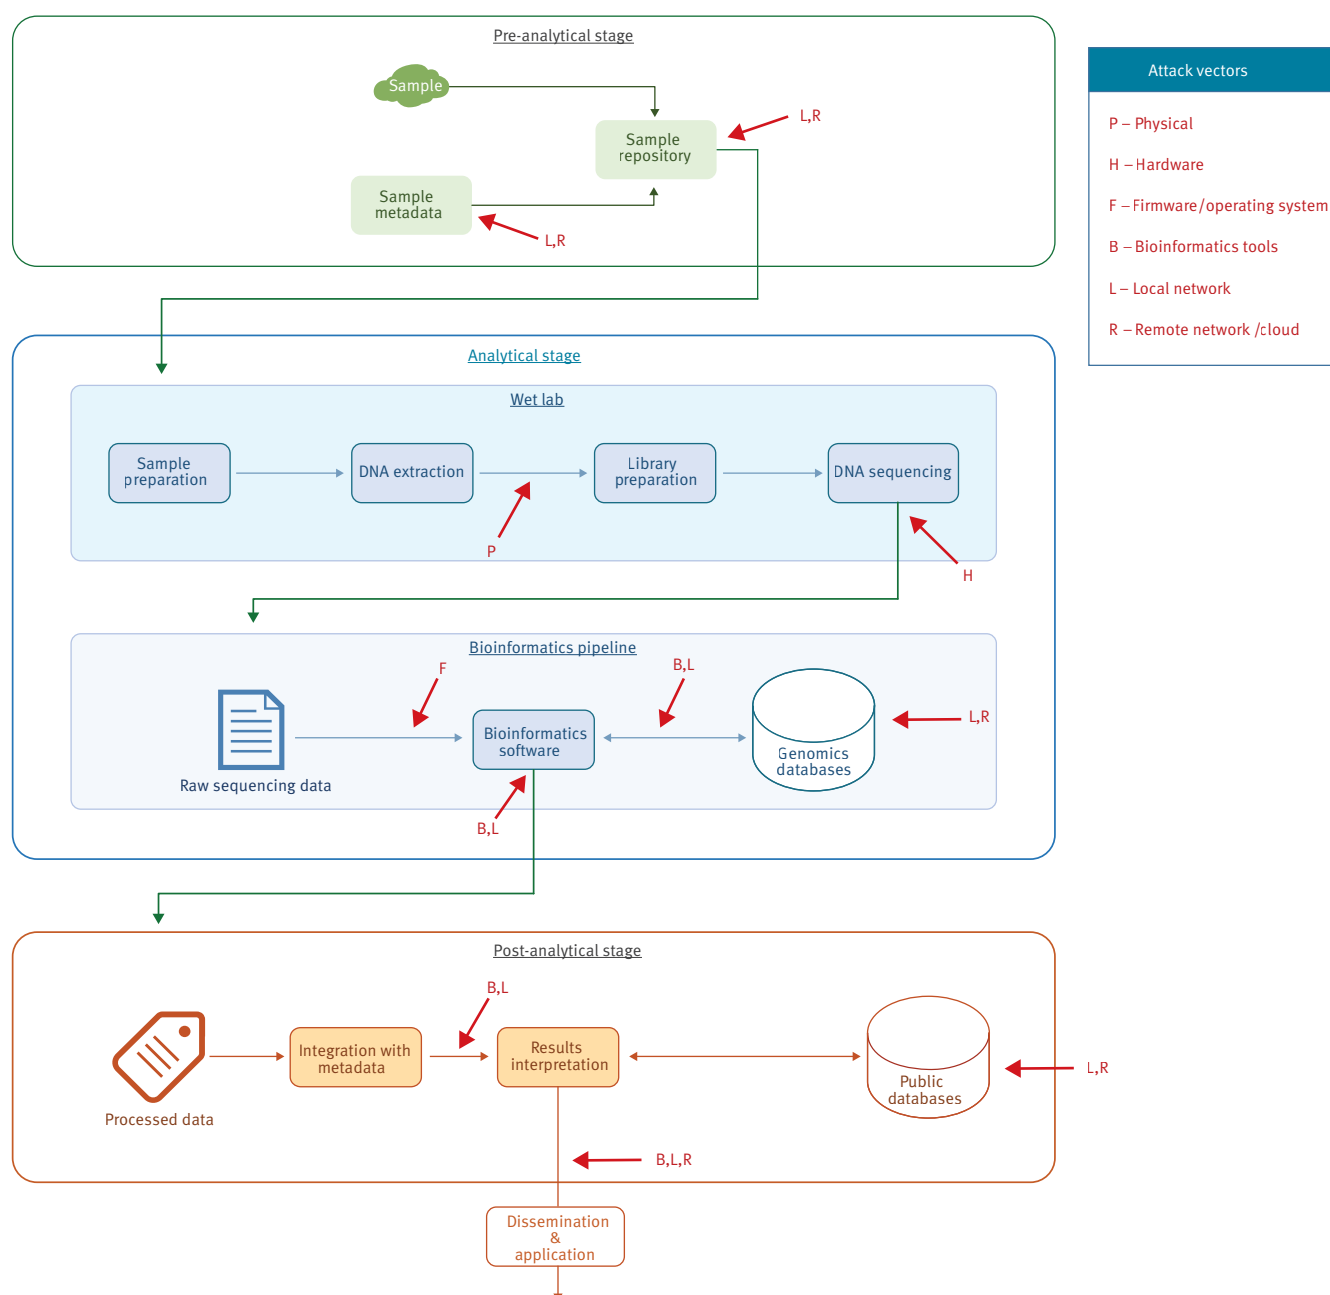 Pre-analytical stage
Sample
Sample
repository
L,R
Sample
metadata
L,R
Attack vectors
P – Physical
H – Hardware
F – Firmware/operating system
B – Bioinformatics tools
L – Local network
R – Remote network /cloud
Analytical stage
Wet lab
Sample
preparation
DNA extraction
Library
preparation
DNA sequencing
P
H
Bioinformatics pipeline
F
B,L
Raw sequencing data
Bioinformatics
software
Genomics
databases
L,R
B,L
Post-analytical stage
B,L
Processed data
Integration with
metadata
Results
interpretation
Public
databases
L,R
B,L,R
Dissemination
&
application